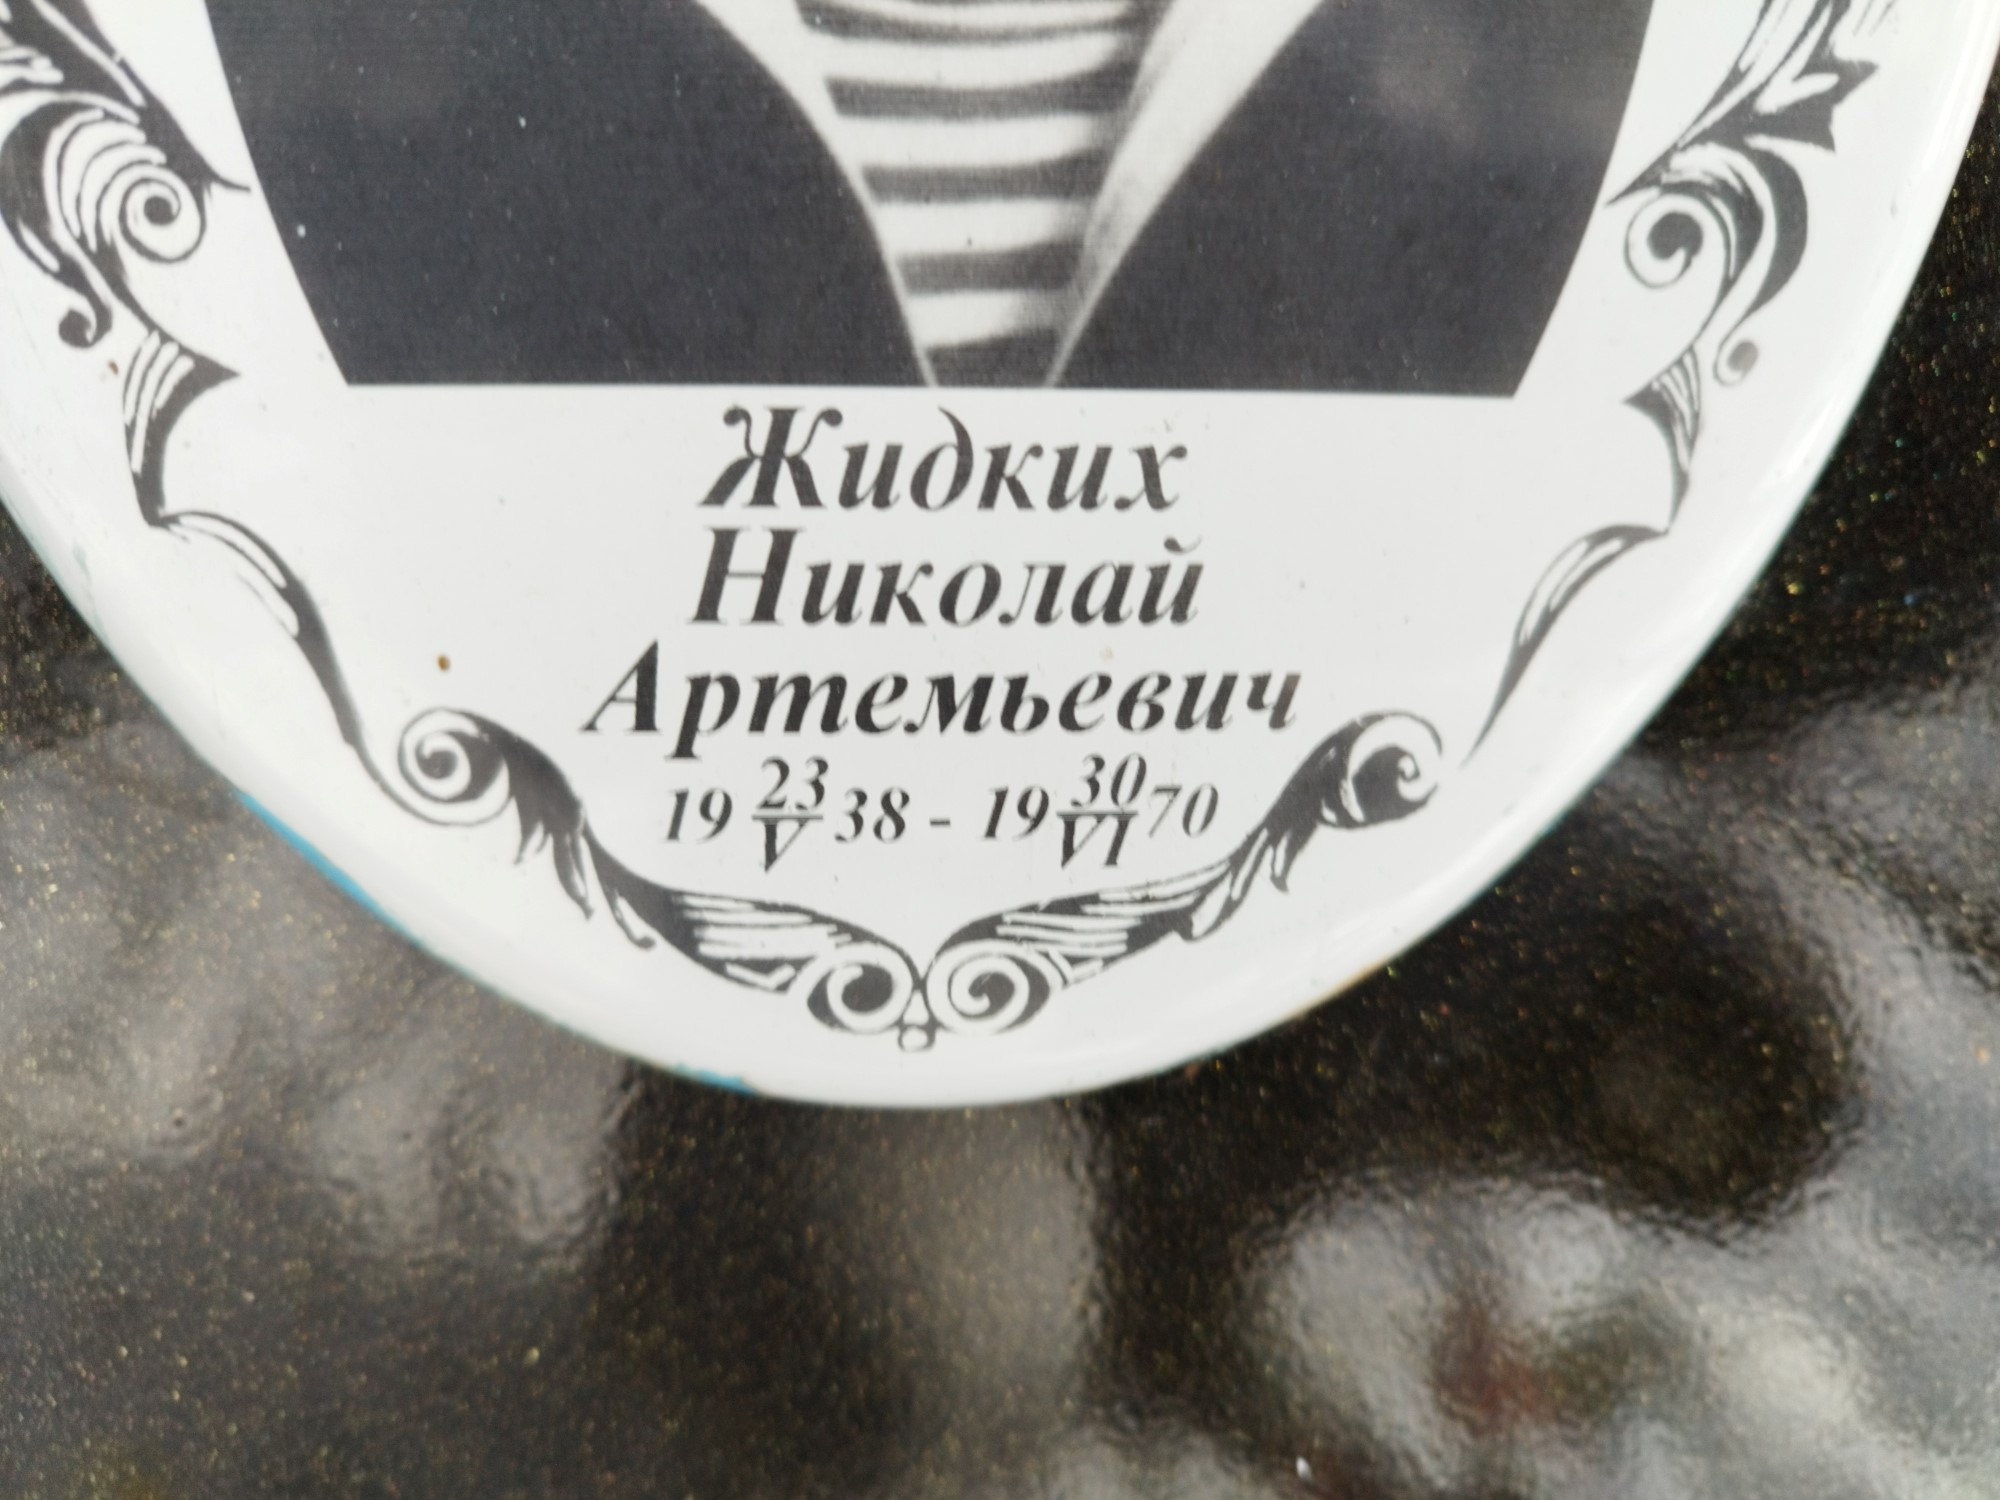 Жидких
Николай
Артемьевич
19 23/V 38 - 19 30/VI 70